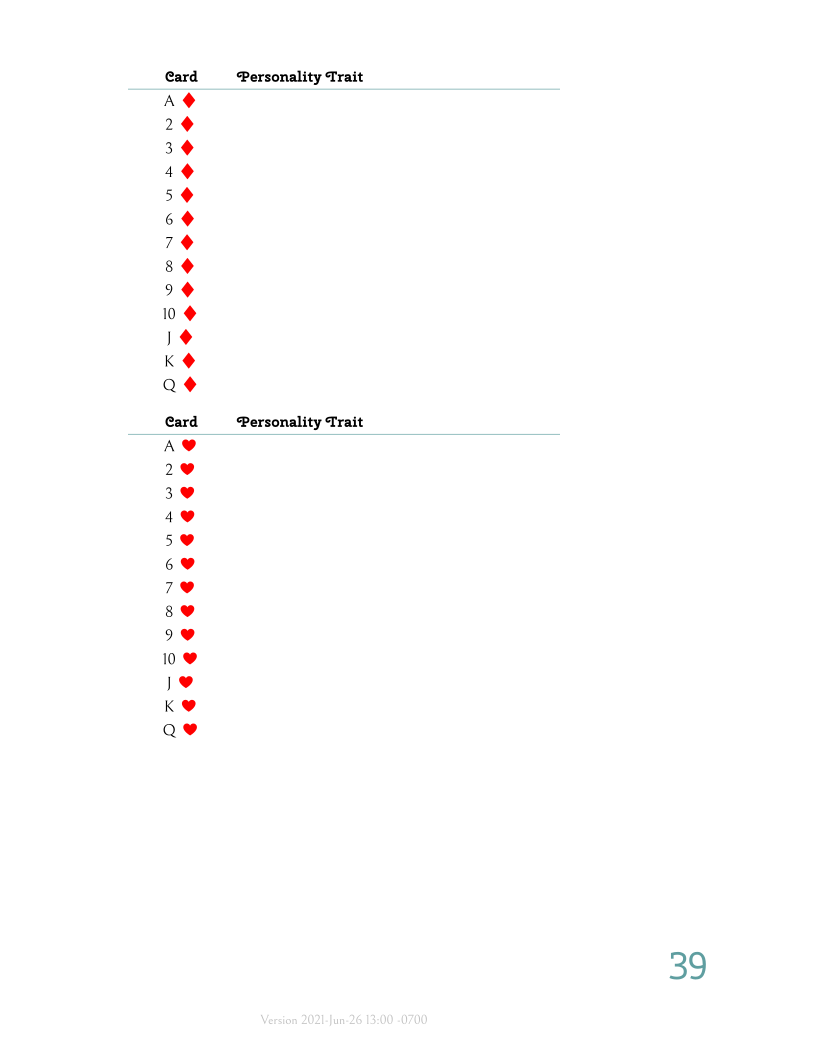 Card Personality Trait
A ♦
2 ♦
3 ♦
4 ♦
5 ♦
6 ♦
7 ♦
8 ♦
9 ♦
10 ♦
J ♦
K ♦
Q ♦
Card Personality Trait
A ♥
2 ♥
3 ♥
4 ♥
5 ♥
6 ♥
7 ♥
8 ♥
9 ♥
10 ♥
J ♥
K ♥
Q ♥
39
Version 2021-Jun-26 13:00 -0700